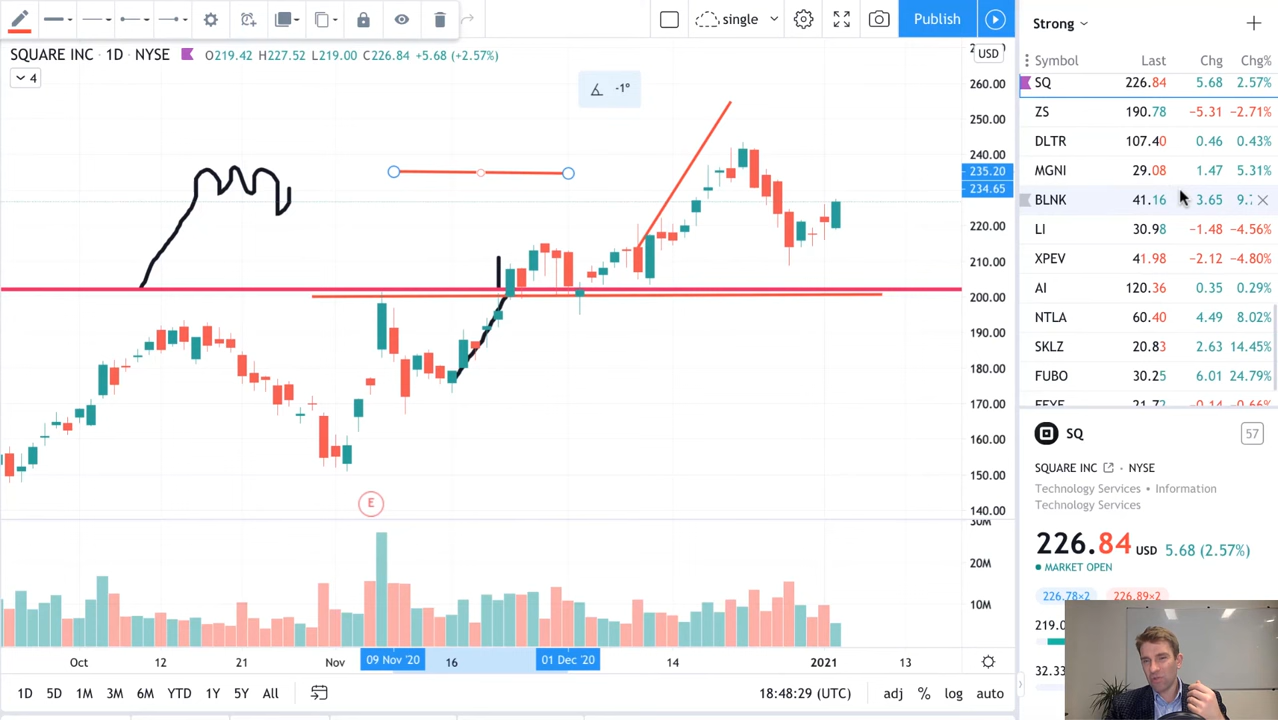 single
Publish
SQUARE INC · 1D · NYSE O219.42 H227.52 L219.00 C226.84 +5.68 (+2.57%)
4
-1°
USD
260.00
250.00
240.00
235.20
234.65
220.00
210.00
200.00
190.00
180.00
170.00
160.00
150.00
140.00
30M
20M
10M
E
Oct 12 21 Nov 09 Nov '20 16 01 Dec '20 14 2021 13
1D 5D 1M 3M 6M YTD 1Y 5Y All 18:48:29 (UTC) adj % log auto
Strong
Symbol Last Chg Chg%
SQ 226.84 5.68 2.57%
ZS 190.78 −5.31 −2.71%
DLTR 107.40 0.46 0.43%
MGNI 29.08 1.47 5.31%
BLNK 41.16 3.65
LI 30.98 −1.48 −4.56%
XPEV 41.98 −2.12 −4.80%
AI 120.36 0.35 0.29%
NTLA 60.40 4.49 8.02%
SKLZ 20.83 2.63 14.45%
FUBO 30.25 6.01 24.79%
SQ 57
SQUARE INC · NYSE
Technology Services • Information
Technology Services
226.84 USD 5.68 (2.57%)
MARKET OPEN
226.78×2 226.89×2